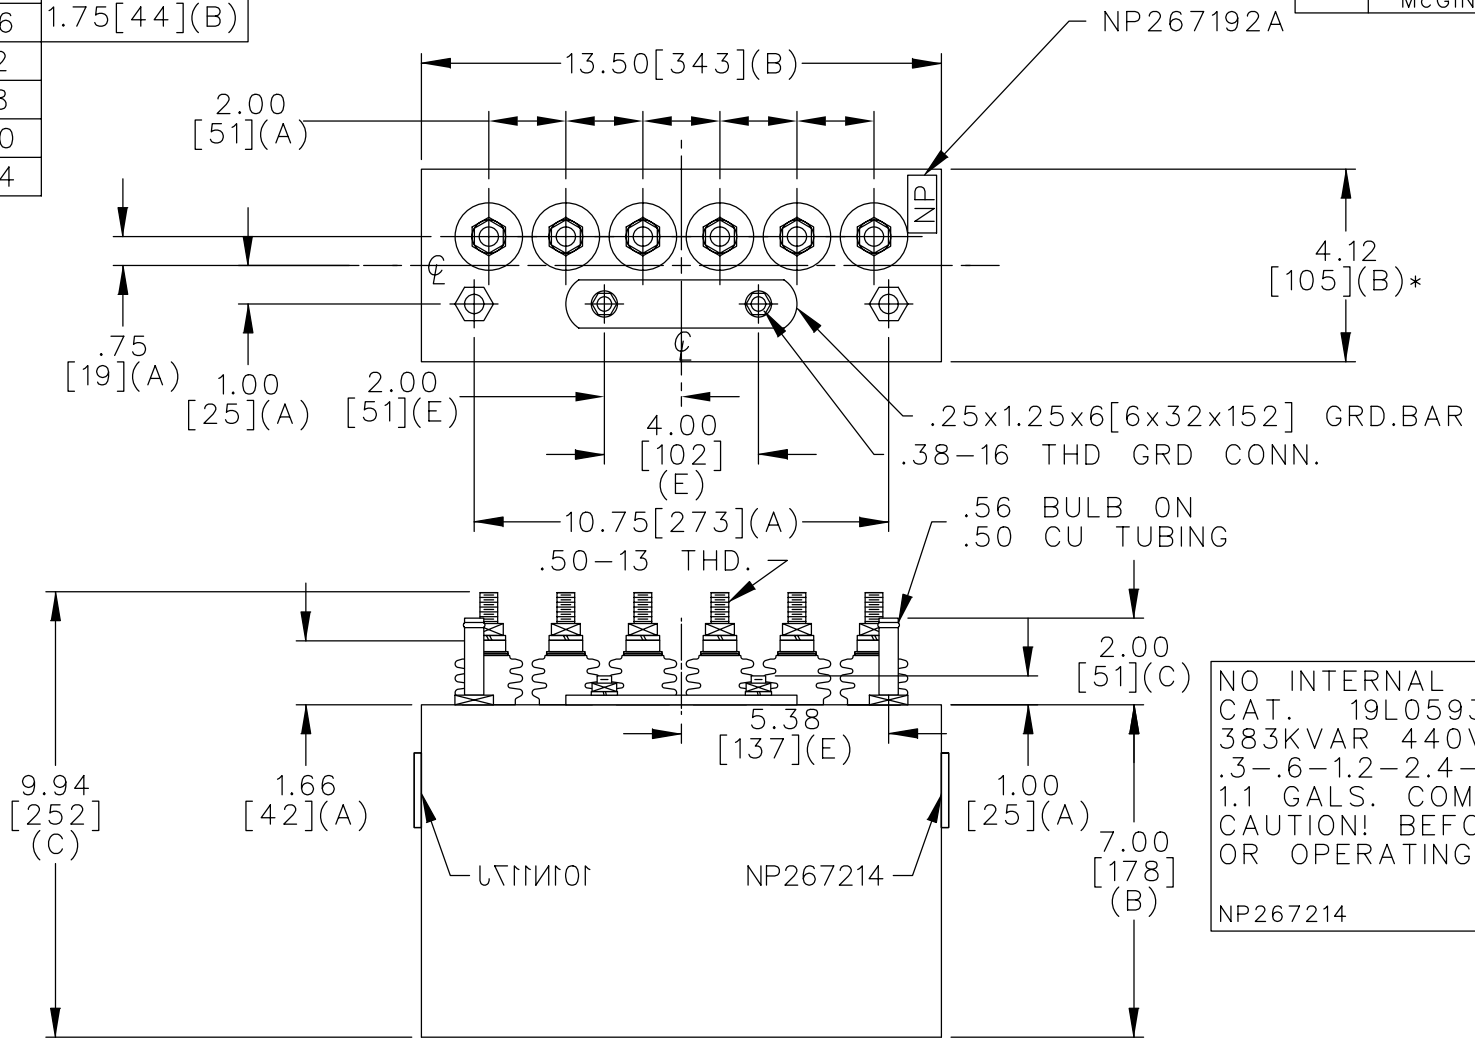 6
1.75[44](B)
2
8
0
4
McGIN
NP267192A
13.50[343](B)
2.00
[51](A)
NP
4.12
[105](B)*
℄
℄
.75
[19](A)
1.00
[25](A)
2.00
[51](E)
4.00
[102]
(E)
.25x1.25x6[6x32x152] GRD.BAR
.38-16 THD GRD CONN.
10.75[273](A)
.56 BULB ON
.50 CU TUBING
.50-13 THD.
2.00
[51](C)
5.38
[137](E)
9.94
[252]
(C)
1.66
[42](A)
1.00
[25](A)
7.00
[178]
(B)
101N117J
NP267214
NO INTERNAL
CAT. 19L059
383KVAR 440V
.3-.6-1.2-2.4-
1.1 GALS. COM
CAUTION! BEFO
OR OPERATING
NP267214